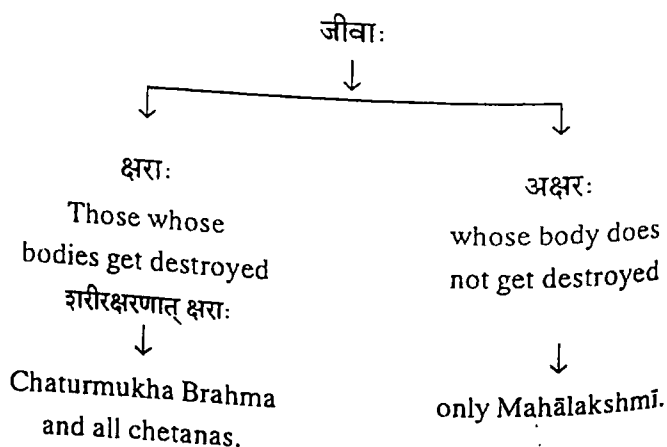 जीवाः
क्षराः
Those whose
bodies get destroyed
शरीरक्षरणात् क्षराः
Chaturmukha Brahma
and all chetanas.
अक्षरः
whose body does
not get destroyed
only Mahālakshmī.